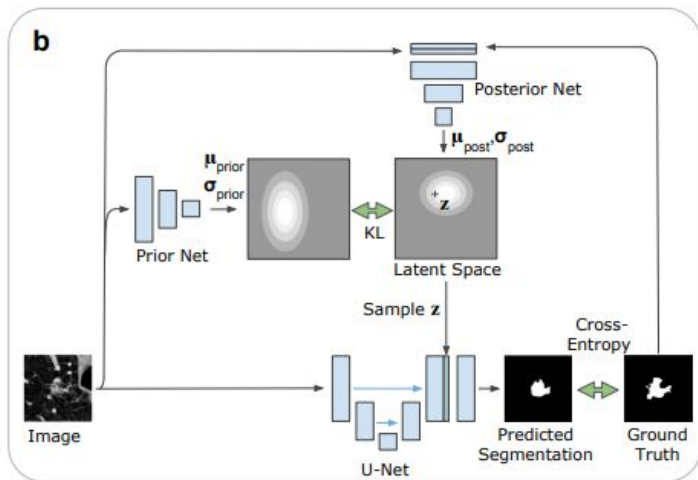 b
Posterior Net
μpost,σpost
μprior
σprior
z
Prior Net
KL
Latent Space
Sample z
Cross-
Entropy
Image
U-Net
Predicted
Segmentation
Ground
Truth